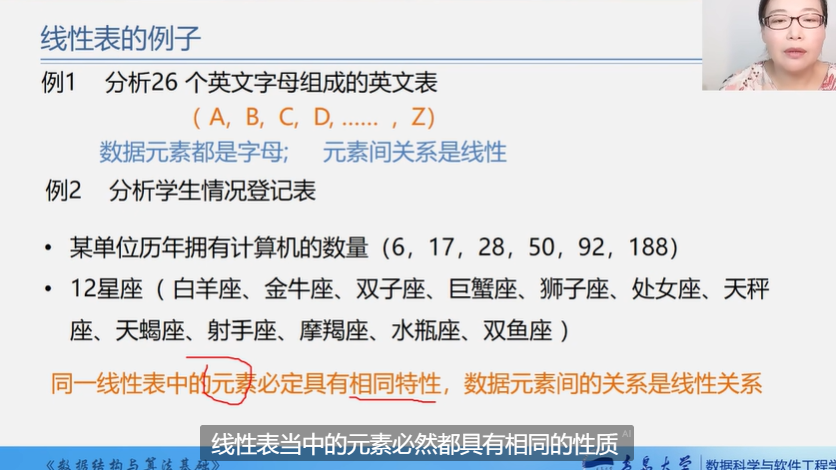 线性表的例子
例1 分析26 个英文字母组成的英文表
（ A, B, C, D, …… , Z）
数据元素都是字母; 元素间关系是线性
例2 分析学生情况登记表
• 某单位历年拥有计算机的数量（6，17，28，50，92，188）
• 12星座（ 白羊座、金牛座、双子座、巨蟹座、狮子座、处女座、天秤
座、天蝎座、射手座、摩羯座、水瓶座、双鱼座 ）
同一线性表中的元素必定具有相同特性，数据元素间的关系是线性关系
线性表当中的元素必然都具有相同的性质
AI
《数据结构与算法基础》
大学 数据科学与软件工程学